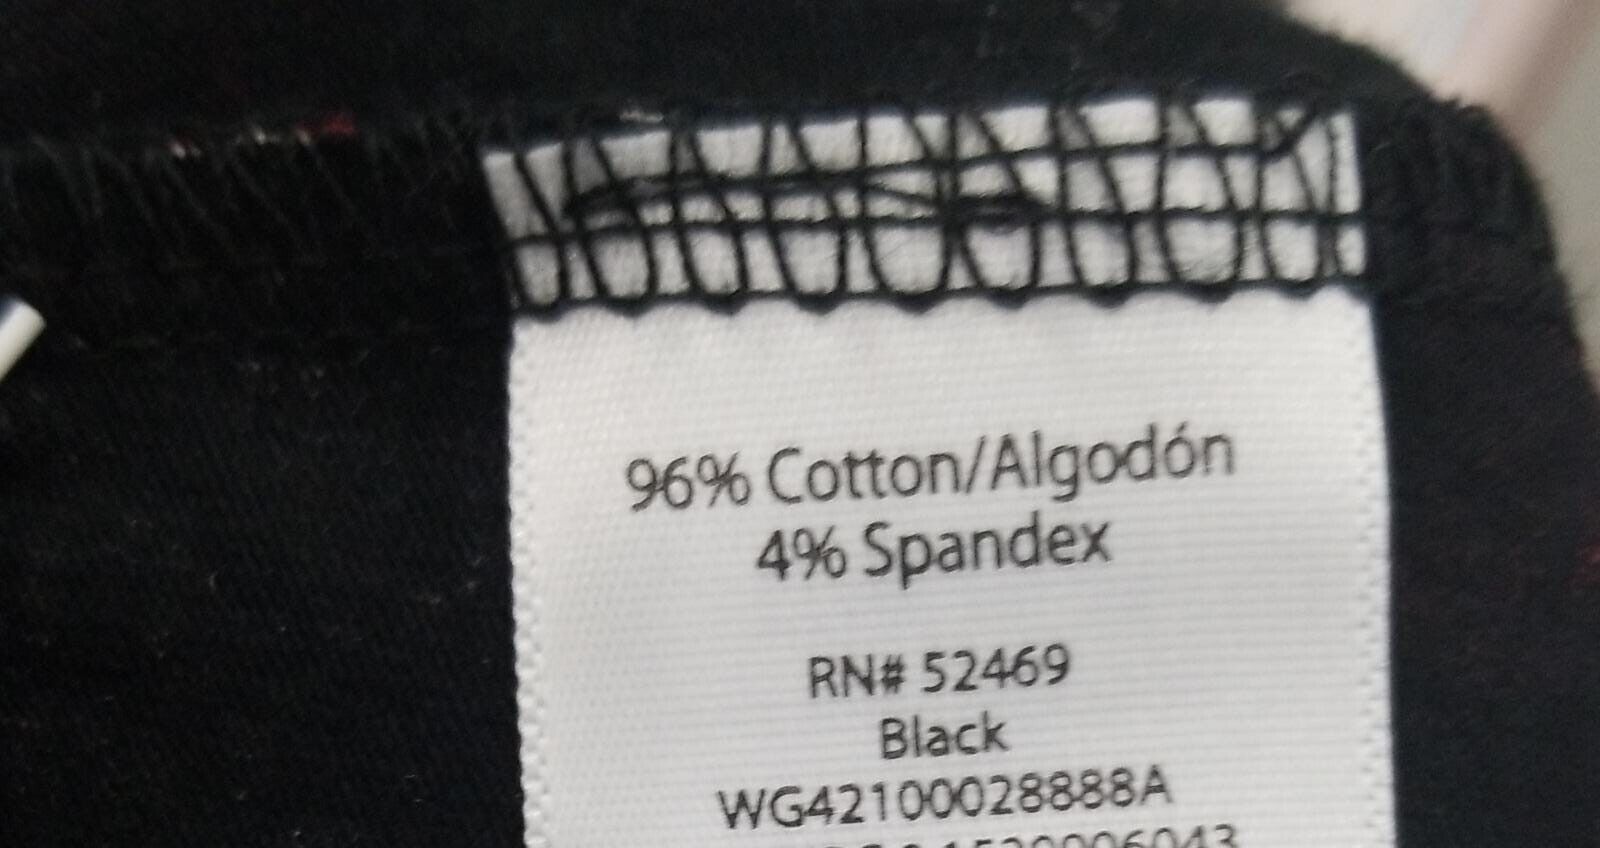 96% Cotton/Algodón
4% Spandex
RN# 52469
Black
WG42100028888A